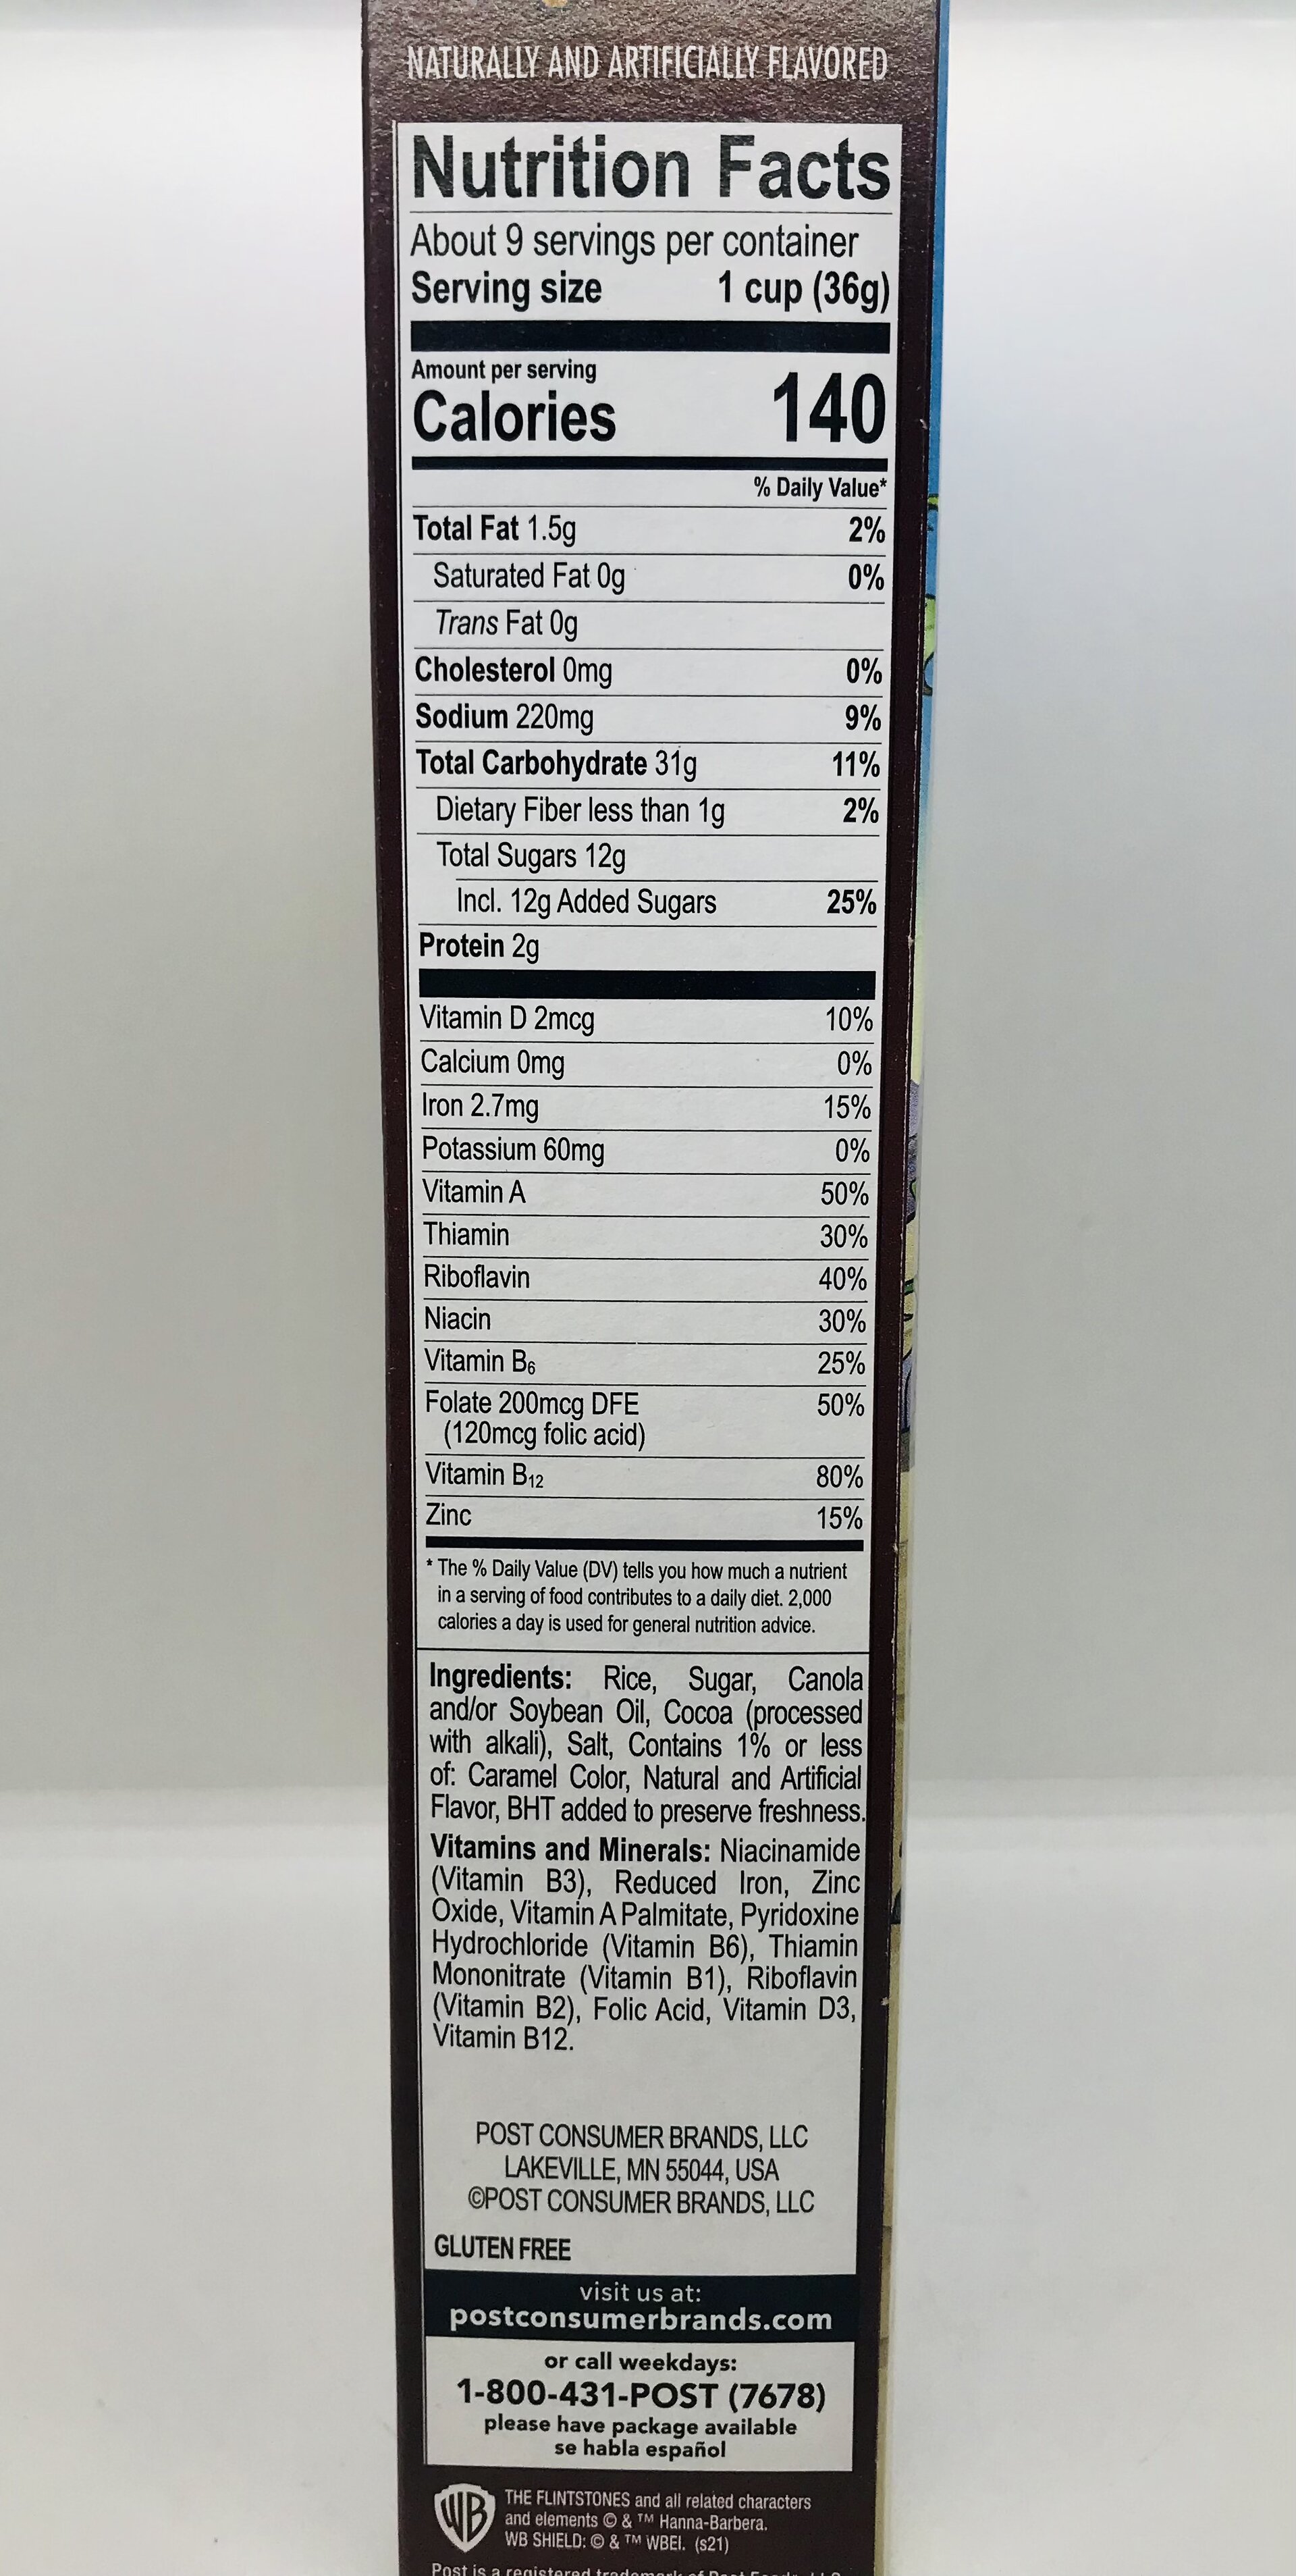 NATURALLY AND ARTIFICIALLY FLAVORED
Nutrition Facts
About 9 servings per container
Serving size 1 cup (36g)
Amount per serving
Calories 140
% Daily Value*
Total Fat 1.5g 2%
Saturated Fat 0g 0%
Trans Fat 0g
Cholesterol 0mg 0%
Sodium 220mg 9%
Total Carbohydrate 31g 11%
Dietary Fiber less than 1g 2%
Total Sugars 12g
Incl. 12g Added Sugars 25%
Protein 2g
Vitamin D 2mcg 10%
Calcium 0mg 0%
Iron 2.7mg 15%
Potassium 60mg 0%
Vitamin A 50%
Thiamin 30%
Riboflavin 40%
Niacin 30%
Vitamin B6 25%
Folate 200mcg DFE 50%
(120mcg folic acid)
Vitamin B12 80%
Zinc 15%
* The % Daily Value (DV) tells you how much a nutrient
in a serving of food contributes to a daily diet. 2,000
calories a day is used for general nutrition advice.
Ingredients: Rice, Sugar, Canola
and/or Soybean Oil, Cocoa (processed
with alkali), Salt, Contains 1% or less
of: Caramel Color, Natural and Artificial
Flavor, BHT added to preserve freshness.
Vitamins and Minerals: Niacinamide
(Vitamin B3), Reduced Iron, Zinc
Oxide, Vitamin A Palmitate, Pyridoxine
Hydrochloride (Vitamin B6), Thiamin
Mononitrate (Vitamin B1), Riboflavin
(Vitamin B2), Folic Acid, Vitamin D3,
Vitamin B12.
POST CONSUMER BRANDS, LLC
LAKEVILLE, MN 55044, USA
©POST CONSUMER BRANDS, LLC
GLUTEN FREE
visit us at:
postconsumerbrands.com
or call weekdays:
1-800-431-POST (7678)
please have package available
se habla español
WB
THE FLINTSTONES and all related characters
and elements © & ™ Hanna-Barbera.
WB SHIELD: © & ™ WBEI. (s21)
Post is a registered trademark of Post Foods, LLC